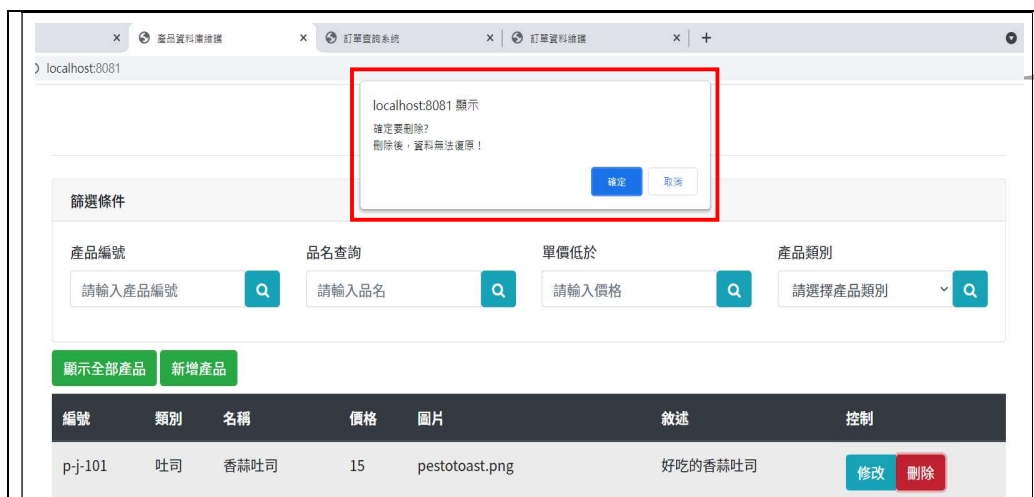 產品資料庫維護
訂單查詢系統
訂單資料維護
localhost:8081
localhost:8081 顯示
確定要刪除?
刪除後，資料無法復原！
確定 取消
篩選條件
產品編號 品名查詢 單價低於 產品類別
請輸入產品編號 請輸入品名 請輸入價格 請選擇產品類別
顯示全部產品 新增產品
編號 類別 名稱 價格 圖片 敘述 控制
p-j-101 吐司 香蒜吐司 15 pestotoast.png 好吃的香蒜吐司 修改 刪除